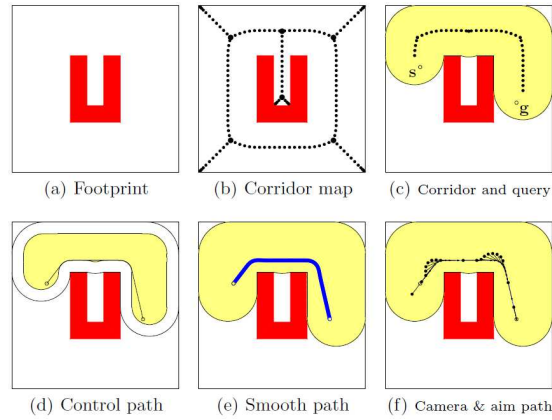 (a) Footprint
(b) Corridor map
s
g
(c) Corridor and query
(d) Control path
(e) Smooth path
(f) Camera & aim path